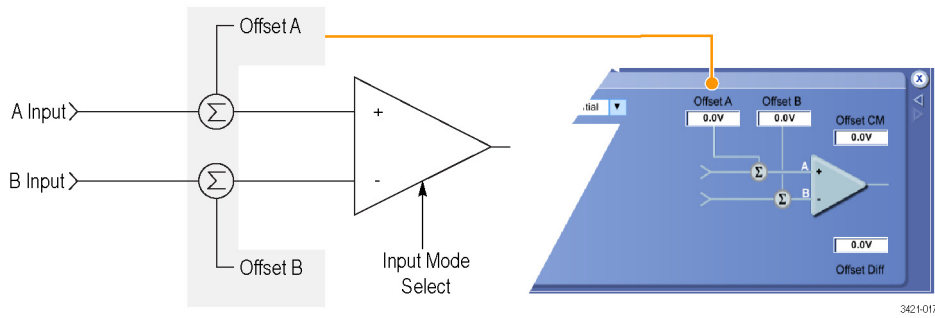 Offset A
A Input
Σ
+
B Input
Σ
-
Offset B
Input Mode
Select
tial
Offset A
Offset B
0.0V
0.0V
Offset CM
0.0V
A
+
Σ
B
-
Σ
0.0V
Offset Diff
x
3421-017